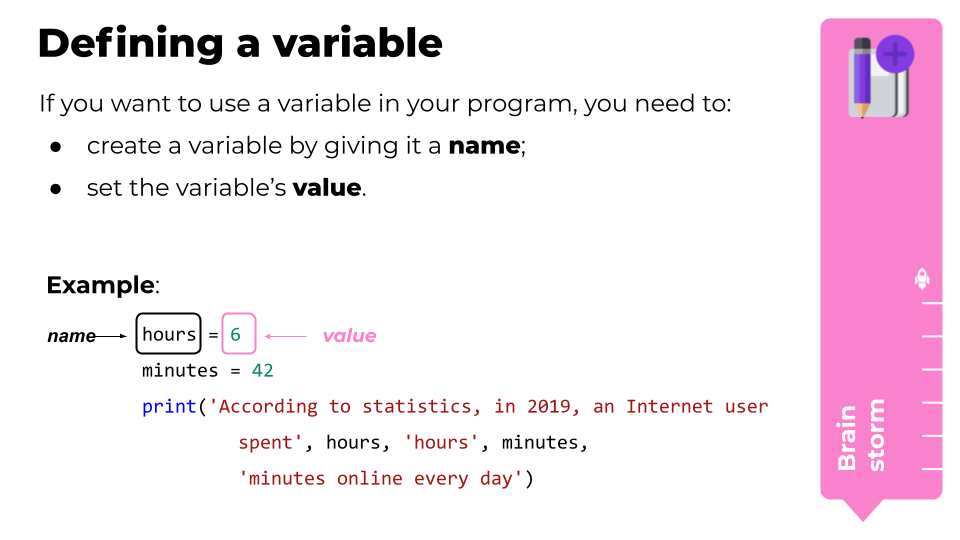 Defining a variable
If you want to use a variable in your program, you need to:
● create a variable by giving it a name;
● set the variable’s value.
Example:
name hours = 6 value
minutes = 42
print('According to statistics, in 2019, an Internet user
spent', hours, 'hours', minutes,
'minutes online every day')
Brain
storm